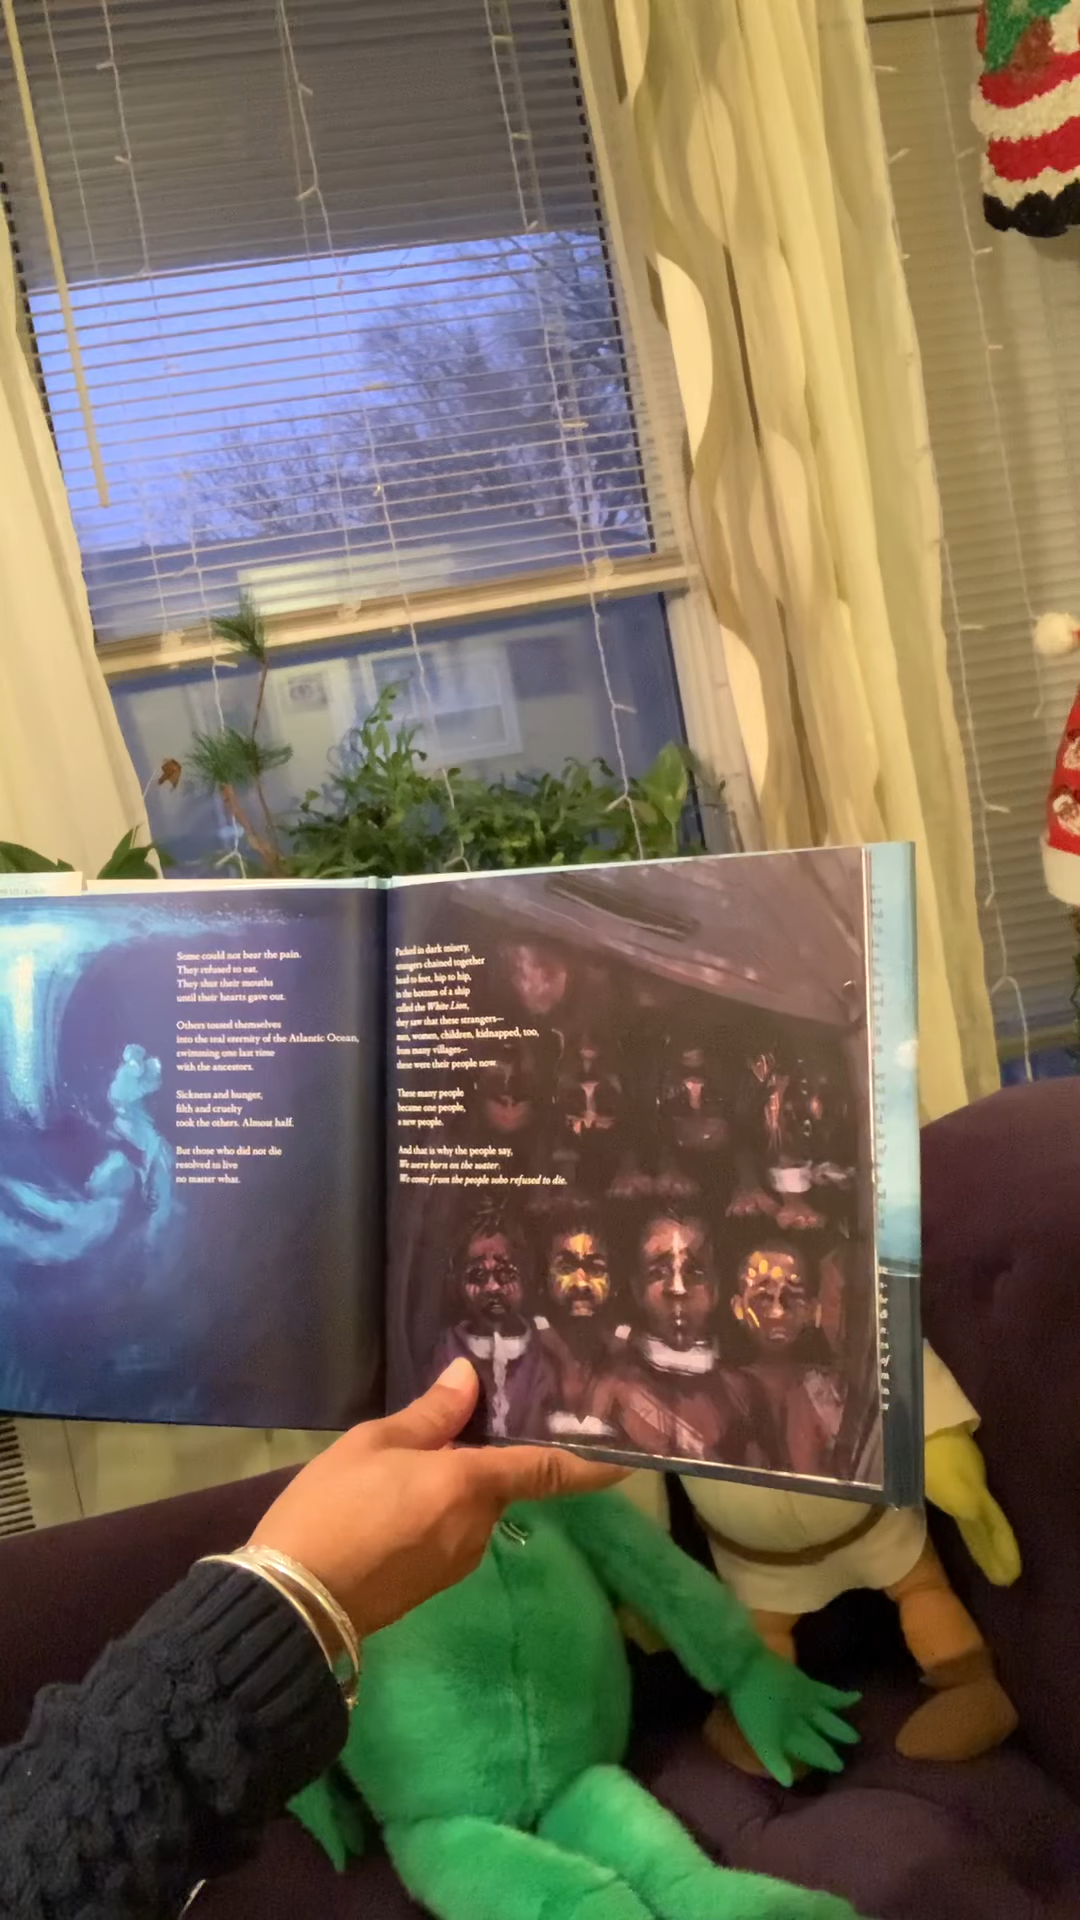 Some could not bear the pain.
They refused to eat.
They shut their mouths
until their hearts gave out.
Others tossed themselves
into the teal eternity of the Atlantic Ocean,
swimming one last time
with the ancestors.
Sickness and hunger,
filth and cruelty
took the others. Almost half.
But those who did not die
resolved to live
no matter what.
Packed in dark misery,
strangers chained together
head to feet, hip to hip,
in the bottom of a ship
called the White Lion,
they saw that these strangers—
men, women, children, kidnapped, too,
from many villages—
these were their people now.
These many people
became one people,
a new people.
And that is why the people say,
We were born on the water.
We come from the people who refused to die.